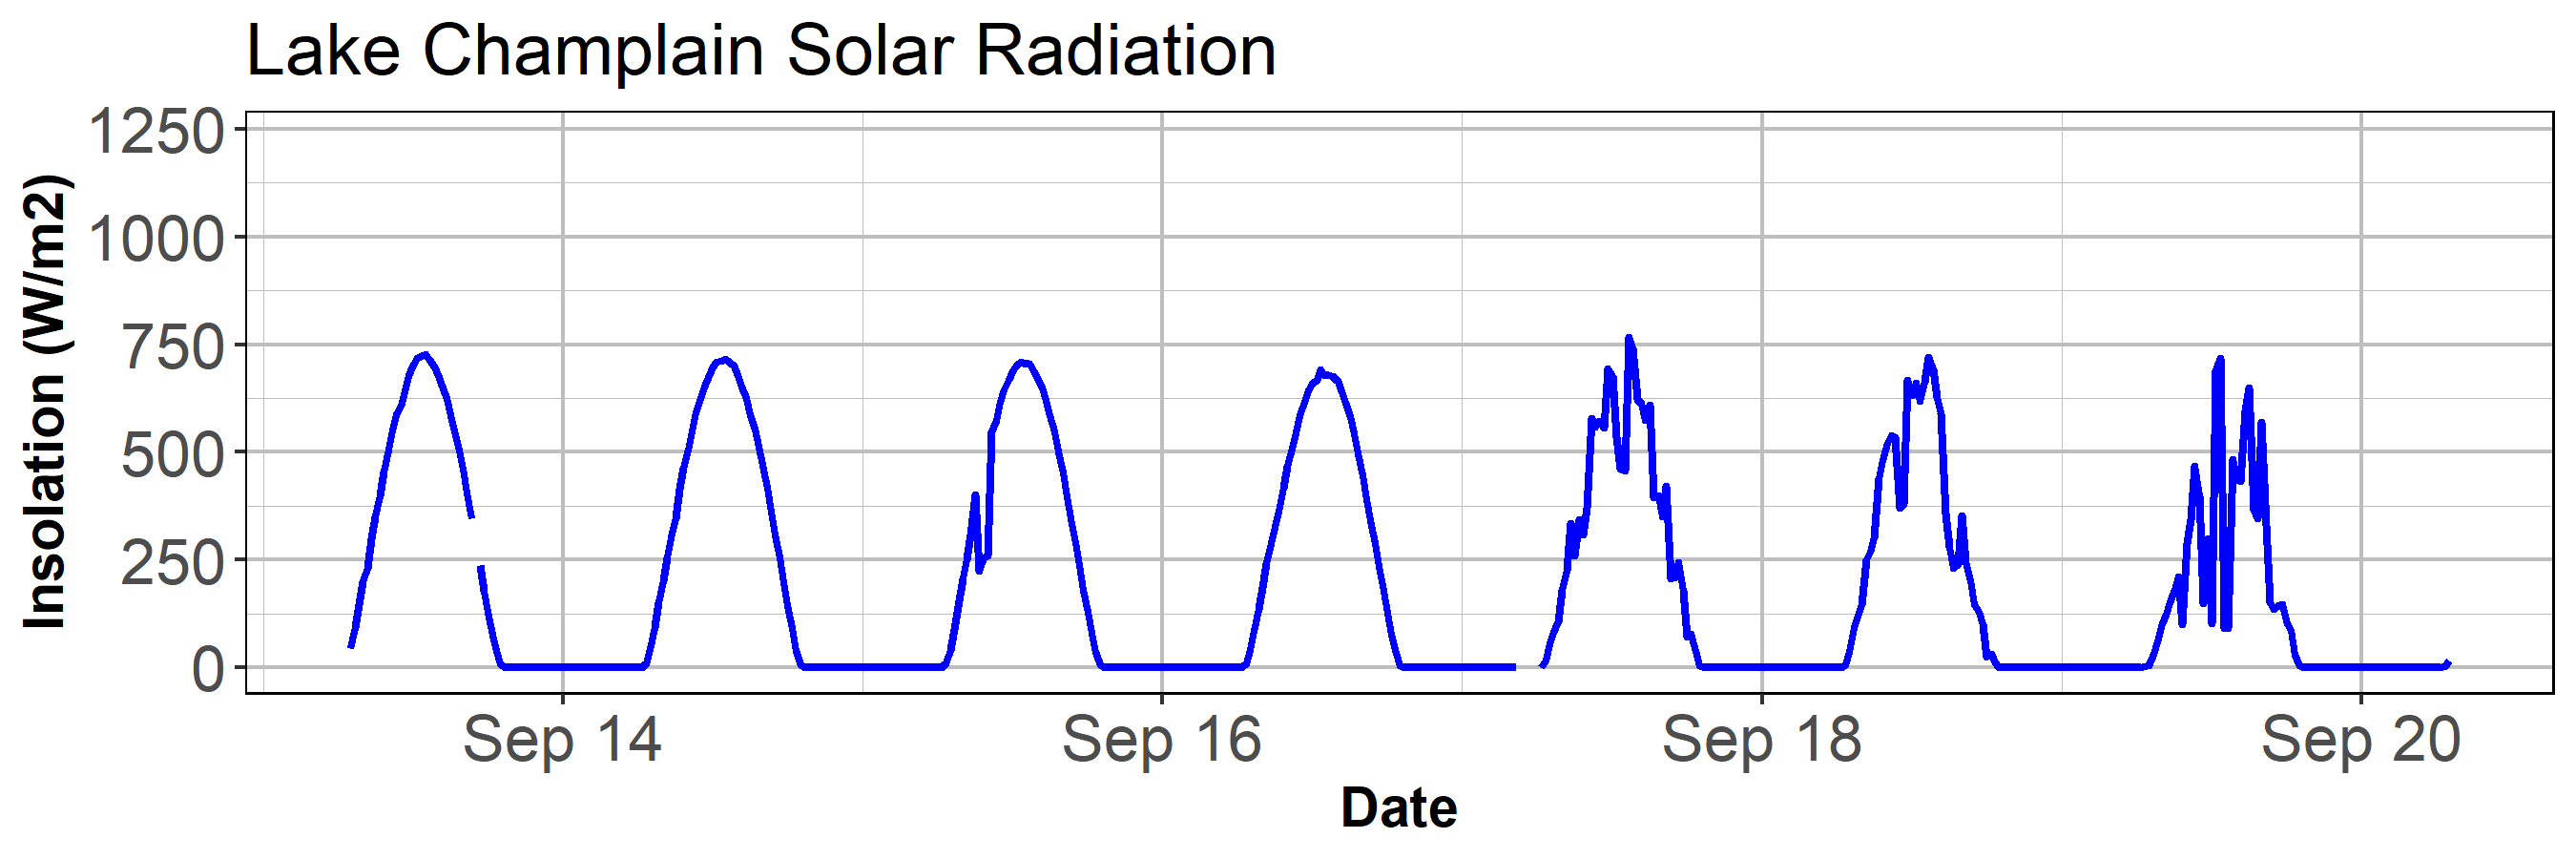 Lake Champlain Solar Radiation
Insolation (W/m2)
1250
1000
750
500
250
0
Sep 14
Sep 16
Sep 18
Sep 20
Date